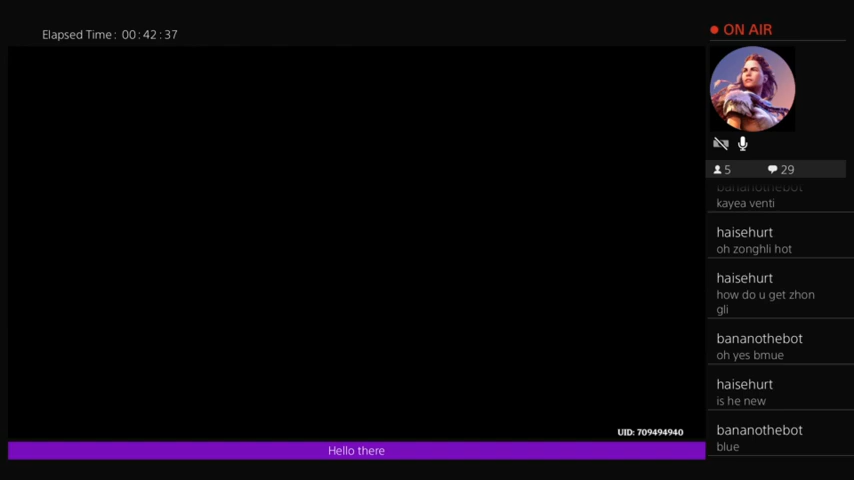 Elapsed Time: 00:42:37
ON AIR
5 29
bananothebot
kayea venti
haisehurt
oh zonghli hot
haisehurt
how do u get zhon
gli
bananothebot
oh yes bmue
haisehurt
is he new
bananothebot
blue
UID: 709494940
Hello there